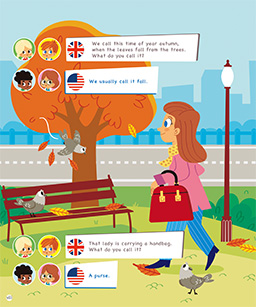 We call this time of year autumn,
when the leaves fall from the trees.
What do you call it?
We usually call it fall.
That lady is carrying a handbag.
What do you call it?
A purse.